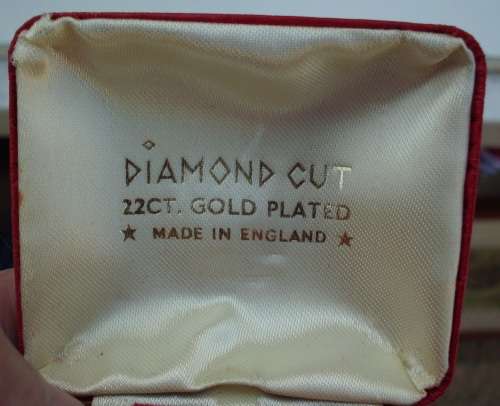 DIAMOND CUT
22CT. GOLD PLATED
★ MADE IN ENGLAND ★